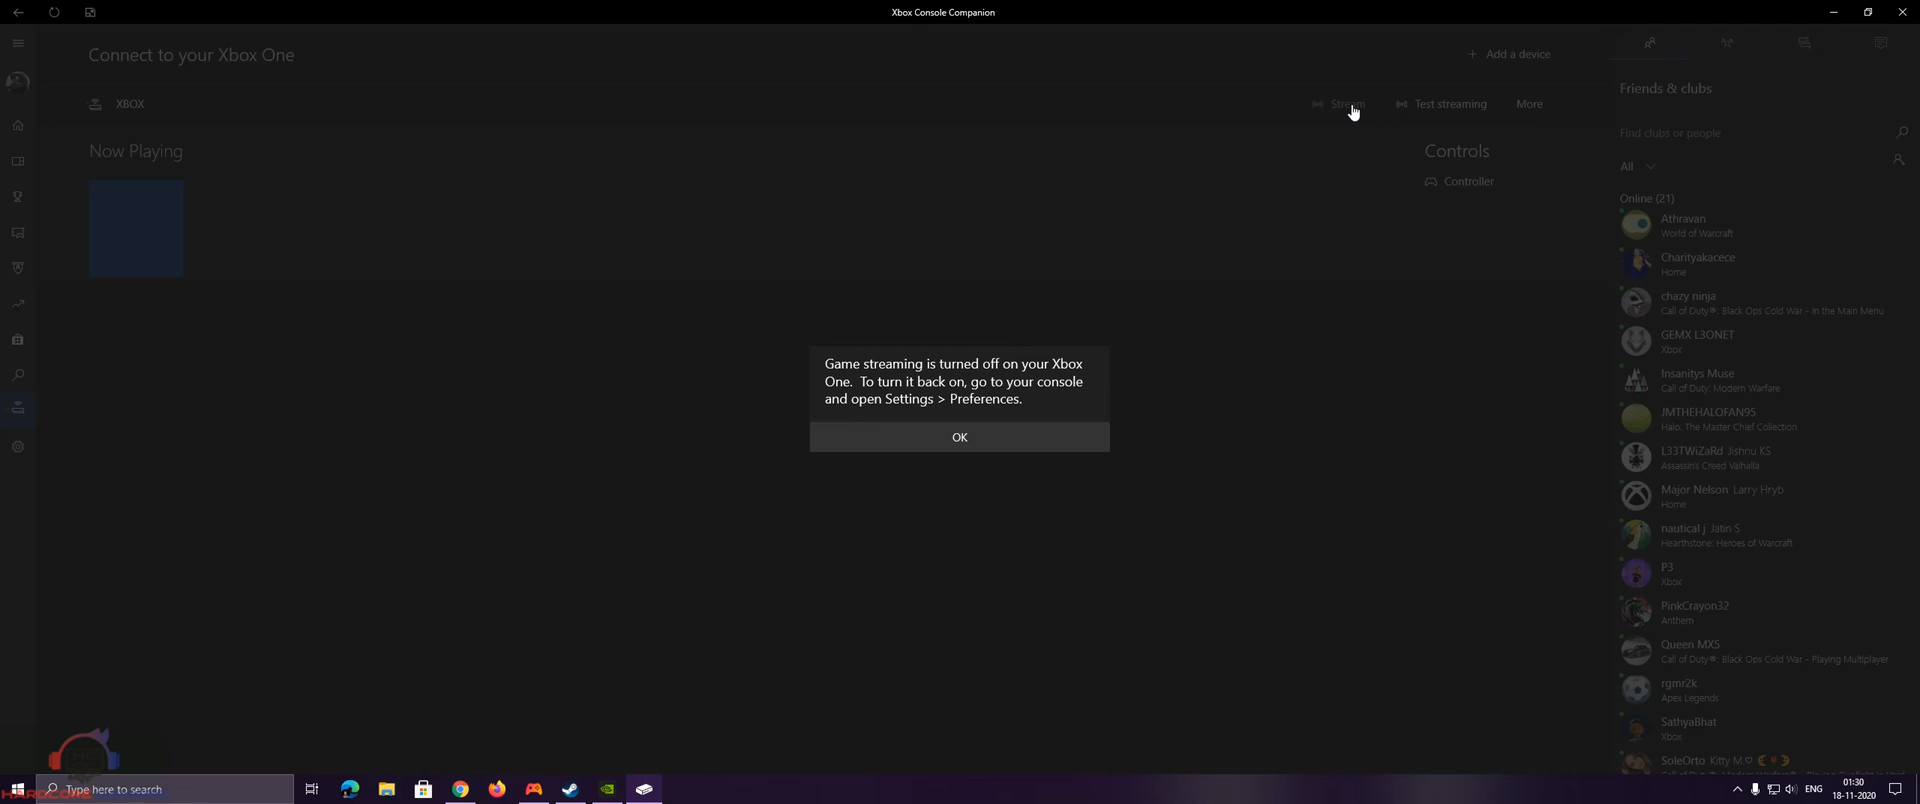 Xbox Console Companion
Connect to your Xbox One
+ Add a device
XBOX
Stream
Test streaming
More
Now Playing
Controls
Controller
Game streaming is turned off on your Xbox
One. To turn it back on, go to your console
and open Settings > Preferences.
OK
Friends & clubs
Find clubs or people
All
Online (21)
Athravan
World of Warcraft
Charityakacece
Home
chazy ninja
Call of Duty®: Black Ops Cold War - In the Main Menu
GEMX L3ONET
Xbox
Insanitys Muse
Call of Duty: Modern Warfare
JMTHEHALOFAN95
Halo: The Master Chief Collection
L33TWiZaRd Jishnu KS
Assassin's Creed Valhalla
Major Nelson Larry Hryb
Home
nautical j Jatin S
Hearthstone: Heroes of Warcraft
P3
Xbox
PinkCrayon32
Anthem
Queen MX5
Call of Duty®: Black Ops Cold War - Playing Multiplayer
rgmr2k
Apex Legends
SathyaBhat
Xbox
SoleOrto Kitty M.♡
Type here to search
ENG
01:30
18-11-2020